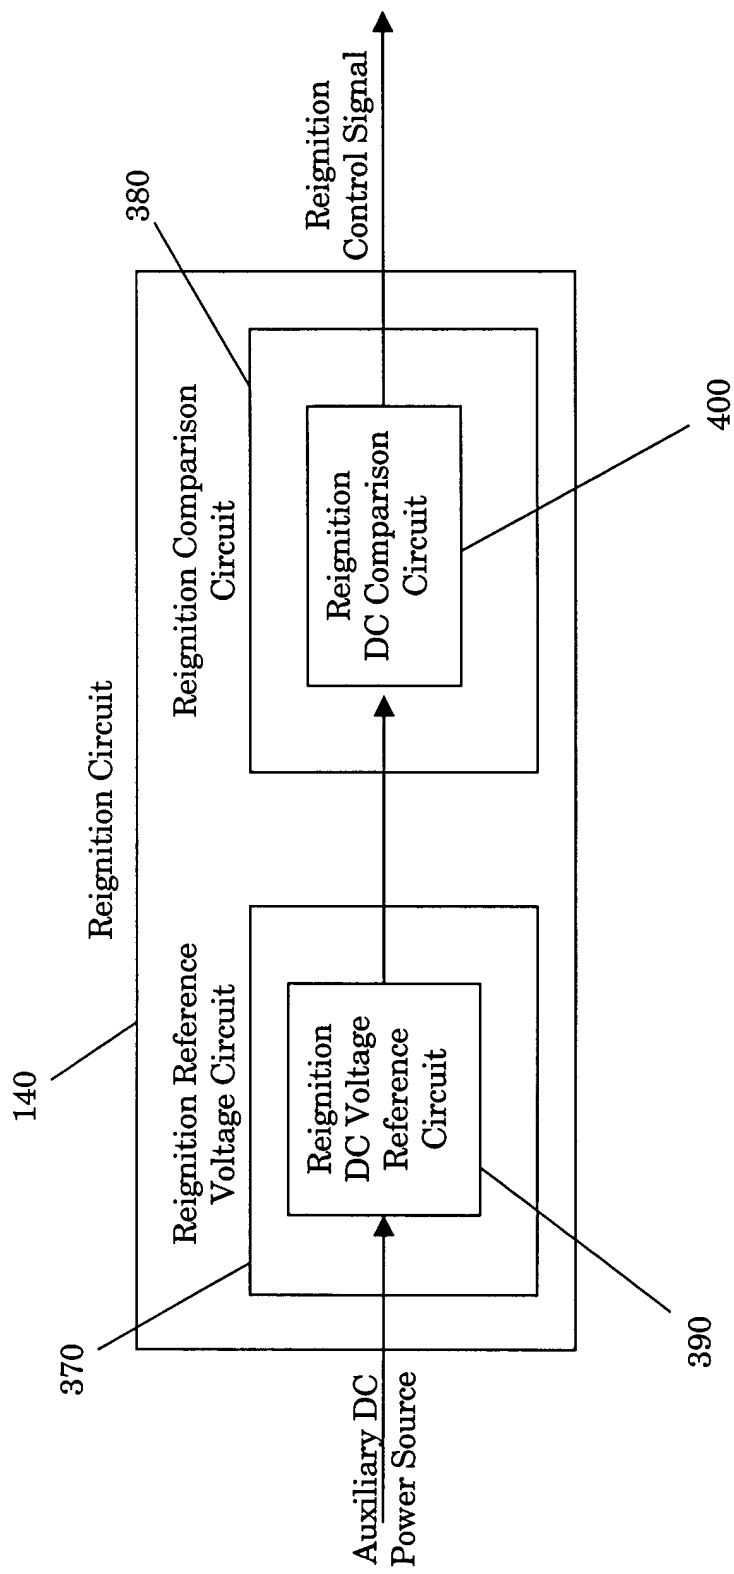 Reignition Circuit
140
Reignition Reference
Voltage Circuit
370
Reignition
DC Voltage
Reference
Circuit
390
Reignition Comparison
Circuit
380
Reignition
DC Comparison
Circuit
400
Auxiliary DC
Power Source
Reignition
Control Signal